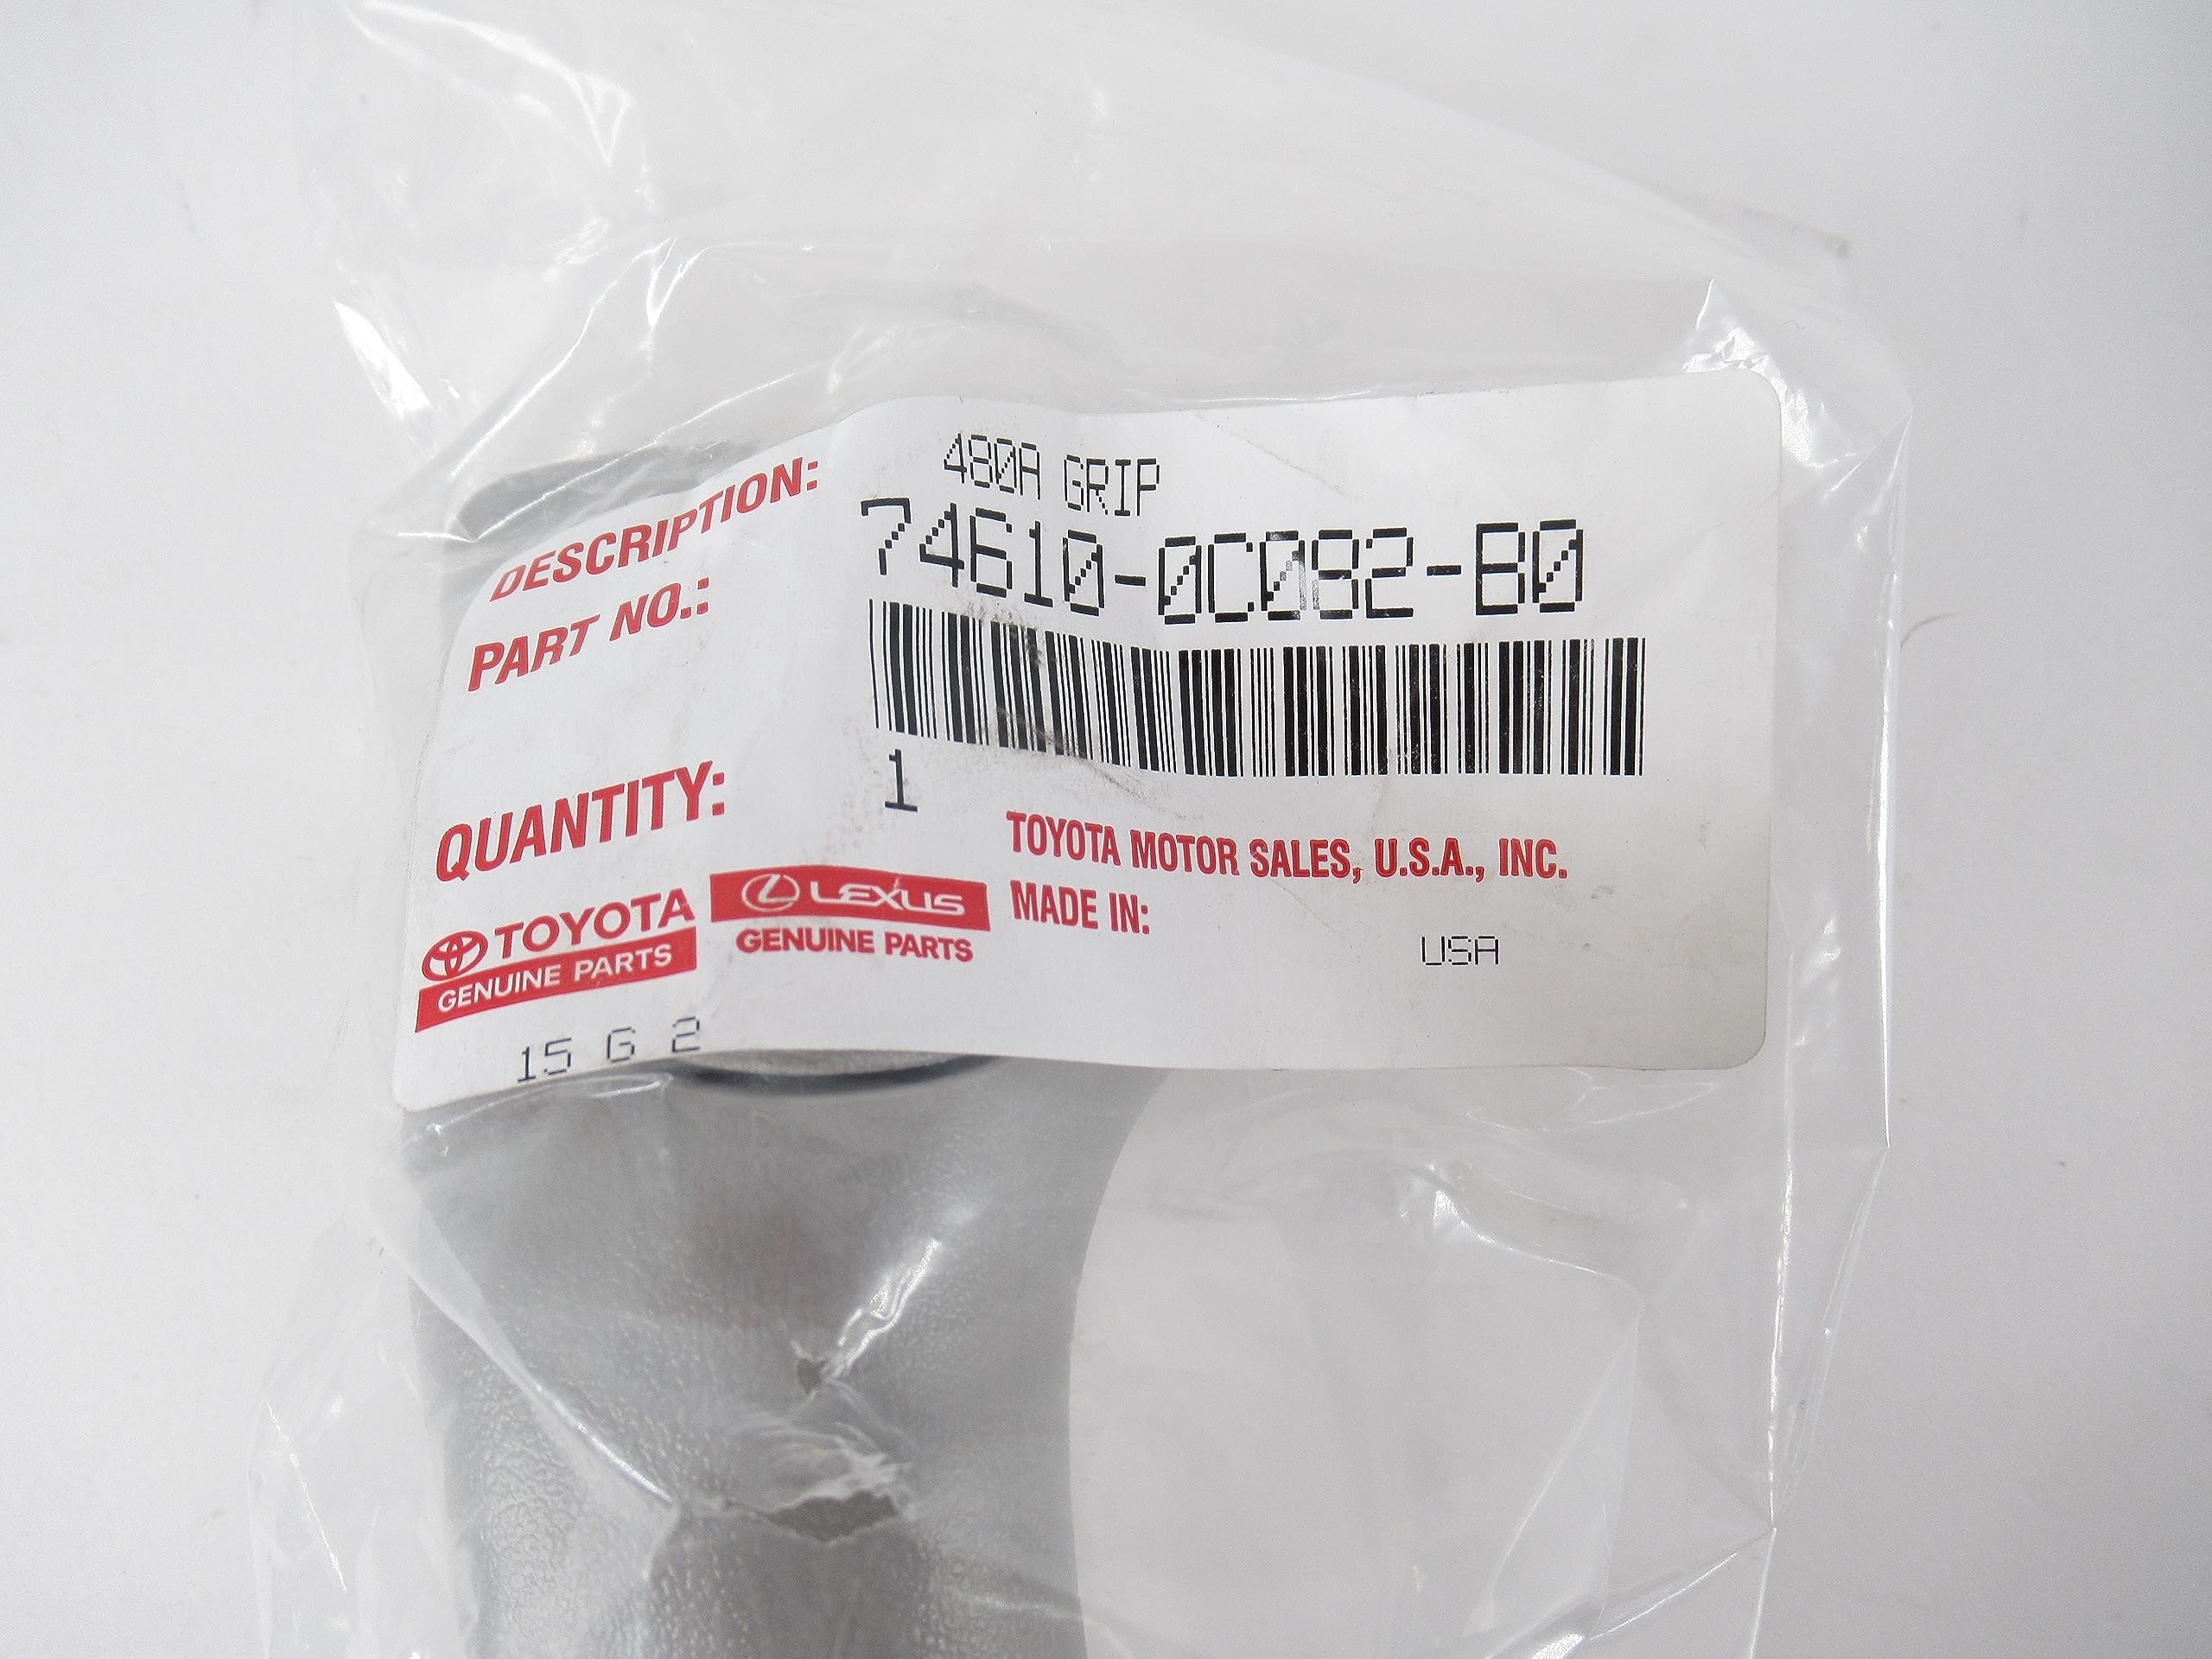 DESCRIPTION: 480A GRIP
PART NO.: 74610-0C082-B0
QUANTITY: 1
TOYOTA MOTOR SALES, U.S.A., INC.
MADE IN: USA
TOYOTA
GENUINE PARTS
LEXUS
GENUINE PARTS
15 G 2